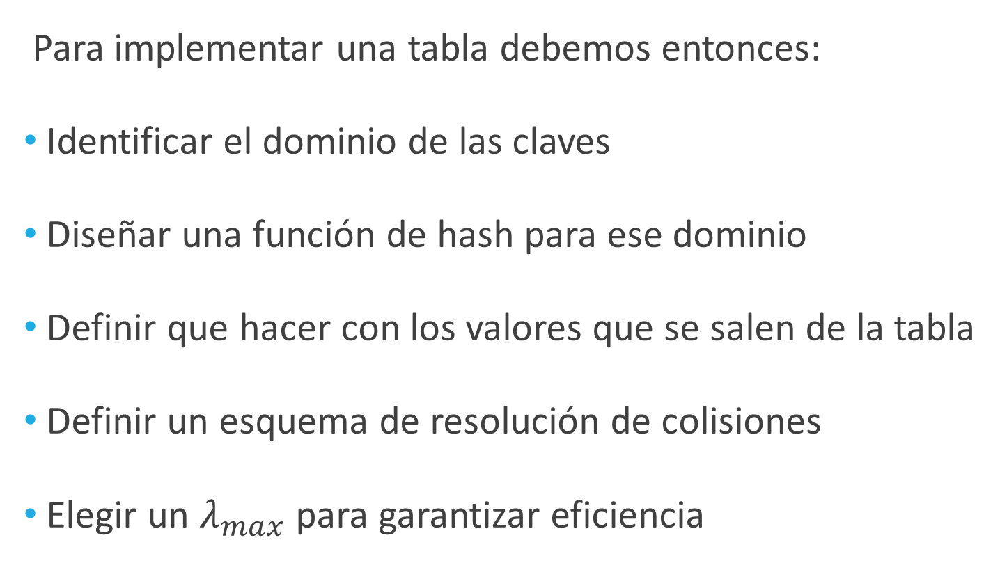 Para implementar una tabla debemos entonces:
• Identificar el dominio de las claves
• Diseñar una función de hash para ese dominio
• Definir que hacer con los valores que se salen de la tabla
• Definir un esquema de resolución de colisiones
• Elegir un λmax para garantizar eficiencia